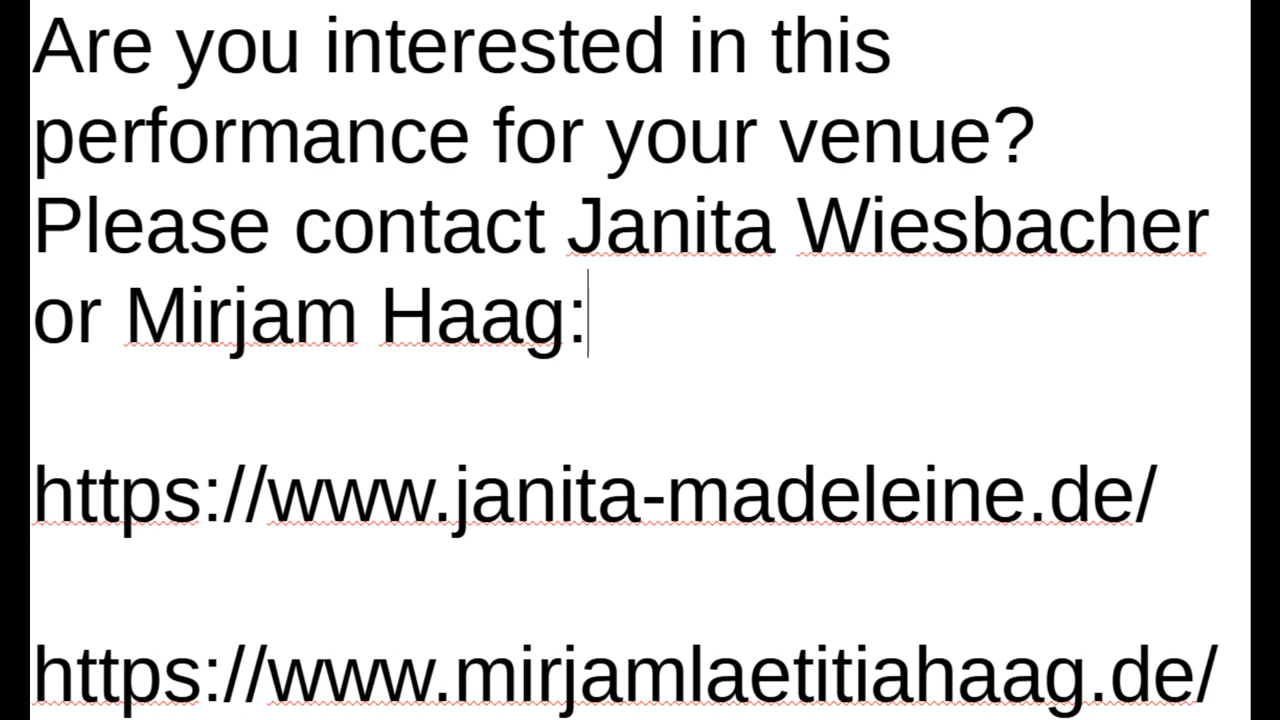 Are you interested in this
performance for your venue?
Please contact Janita Wiesbacher
or Mirjam Haag:
https://www.janita-madeleine.de/
https://www.mirjamlaetitiahaag.de/